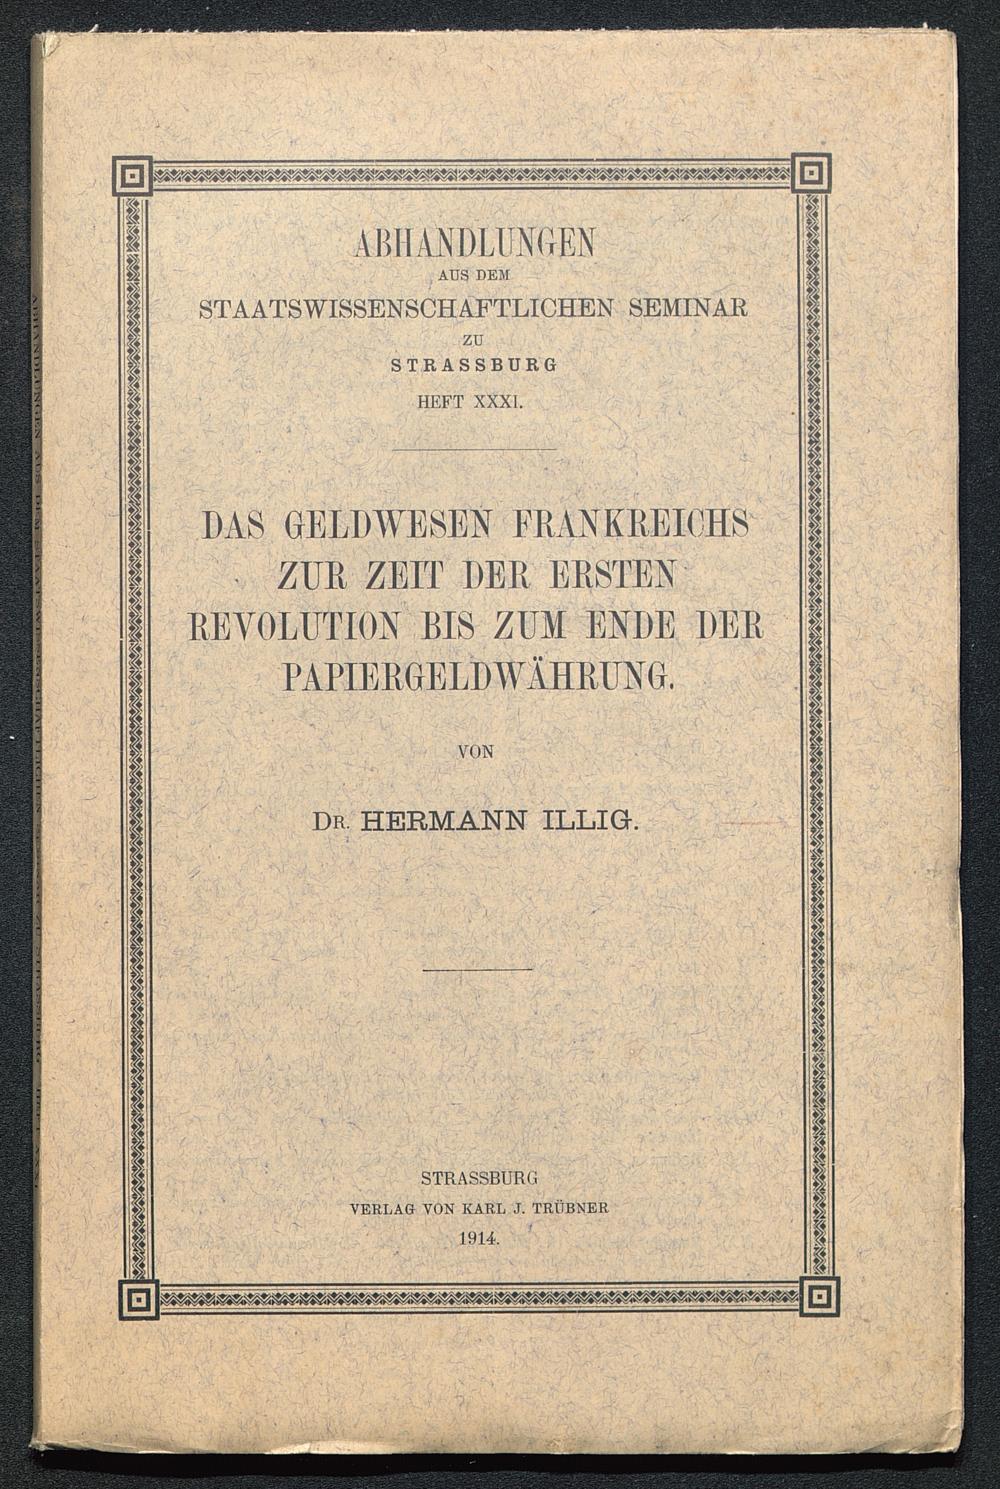 ABHANDLUNGEN
AUS DEM
STAATSWISSENSCHAFTLICHEN SEMINAR
ZU
STRASSBURG
HEFT XXXI.
DAS GELDWESEN FRANKREICHS
ZUR ZEIT DER ERSTEN
REVOLUTION BIS ZUM ENDE DER
PAPIERGELDWÄHRUNG.
VON
DR. HERMANN ILLIG.
STRASSBURG
VERLAG VON KARL J. TRÜBNER
1914.